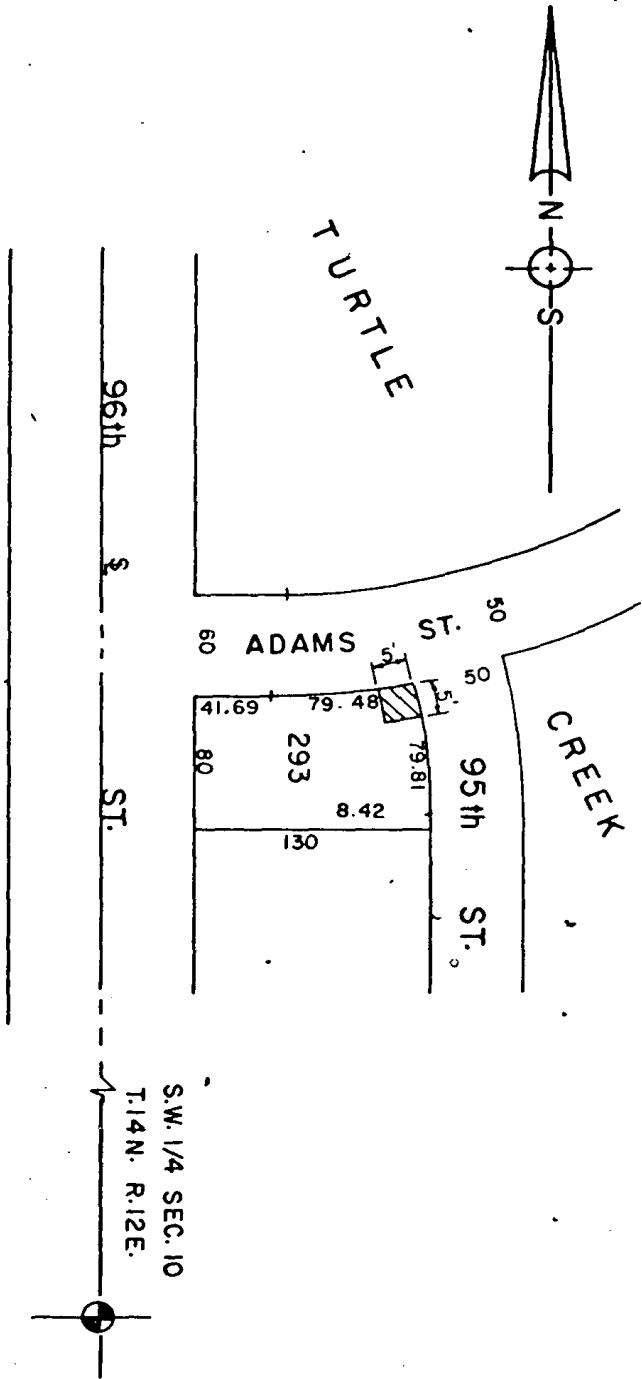 N
S
TURTLE
CREEK
96th ST.
60
ADAMS ST.
50
50
5'
5'
41.69
79.48
80
293
79.81
8.42
130
95th ST.
S.W. 1/4 SEC. 10
T.14N. R.12E.